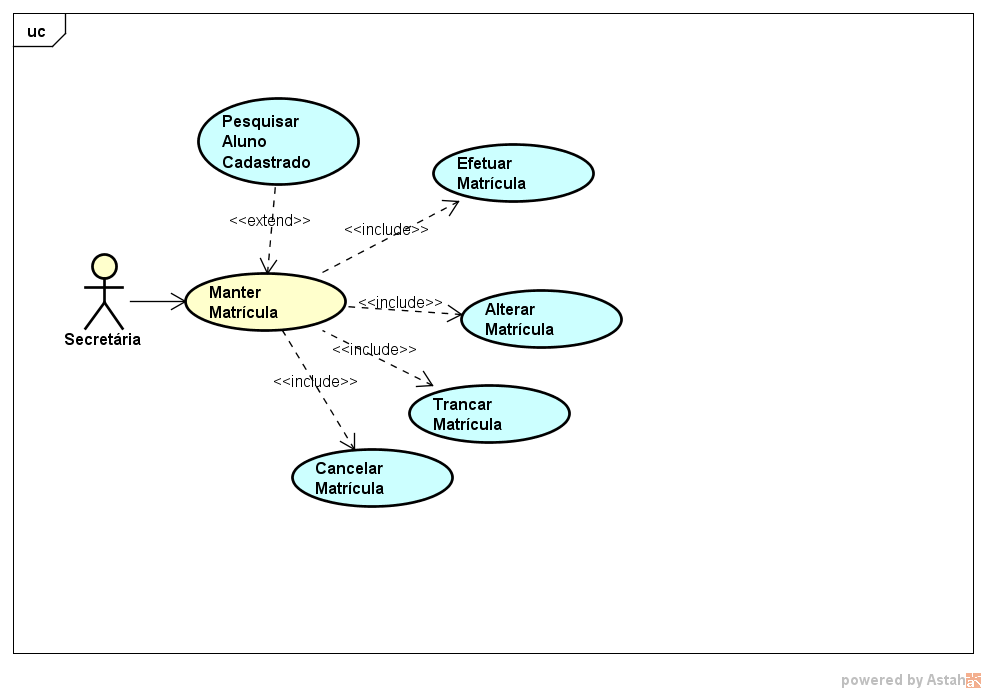 uc
Pesquisar
Aluno
Cadastrado
Efetuar
Matrícula
<<extend>>
<<include>>
Manter
Matrícula
<<include>>
Alterar
Matrícula
Secretária
<<include>>
<<include>>
Trancar
Matrícula
Cancelar
Matrícula
powered by Astah